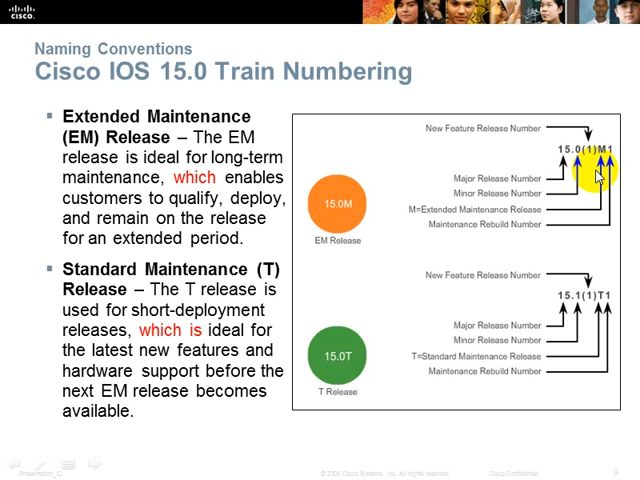 CISCO
Naming Conventions
Cisco IOS 15.0 Train Numbering
Extended Maintenance
(EM) Release – The EM
release is ideal for long-term
maintenance, which enables
customers to qualify, deploy,
and remain on the release
for an extended period.
Standard Maintenance (T)
Release – The T release is
used for short-deployment
releases, which is ideal for
the latest new features and
hardware support before the
next EM release becomes
available.
New Feature Release Number
15.0(1)M1
15.0M
EM Release
Major Release Number
Minor Release Number
M=Extended Maintenance Release
Maintenance Rebuild Number
New Feature Release Number
15.1(1)T1
15.0T
T Release
Major Release Number
Minor Release Number
T=Standard Maintenance Release
Maintenance Rebuild Number
Presentation_ID
Cisco Systems, Inc. All rights reserved.
Cisco Confidential
9